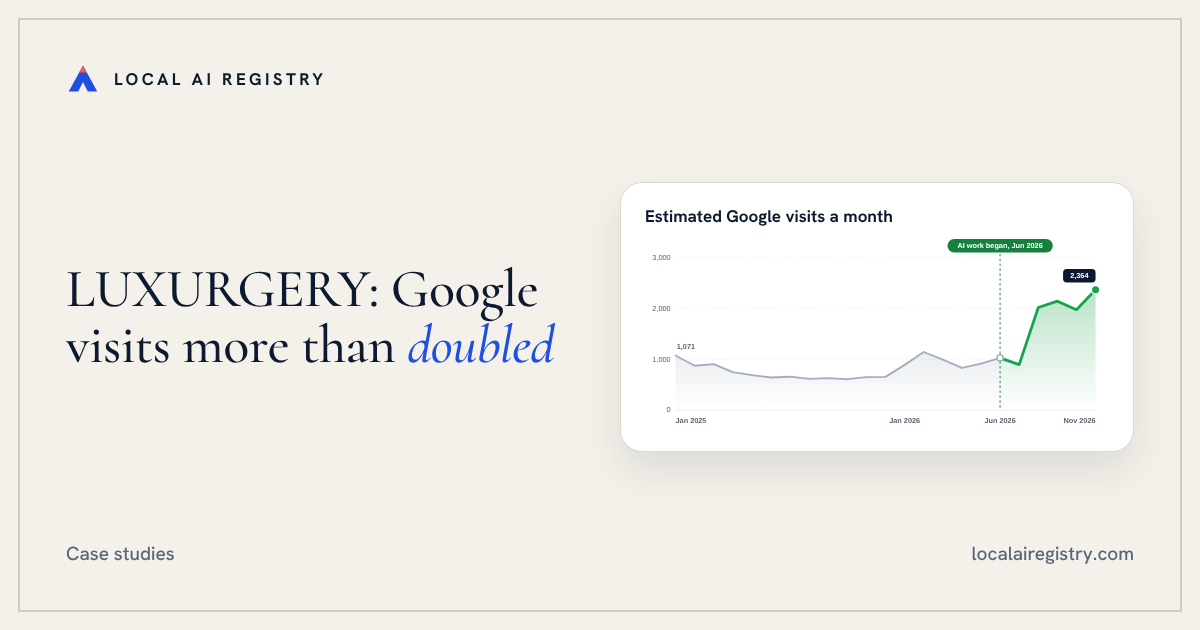 LOCAL AI REGISTRY
LUXURGERY: Google
visits more than doubled
Estimated Google visits a month
AI work began, Jun 2026
3,000
2,364
2,000
1,071
1,000
0
Jan 2025
Jan 2026
Jun 2026
Nov 2026
Case studies
localairegistry.com